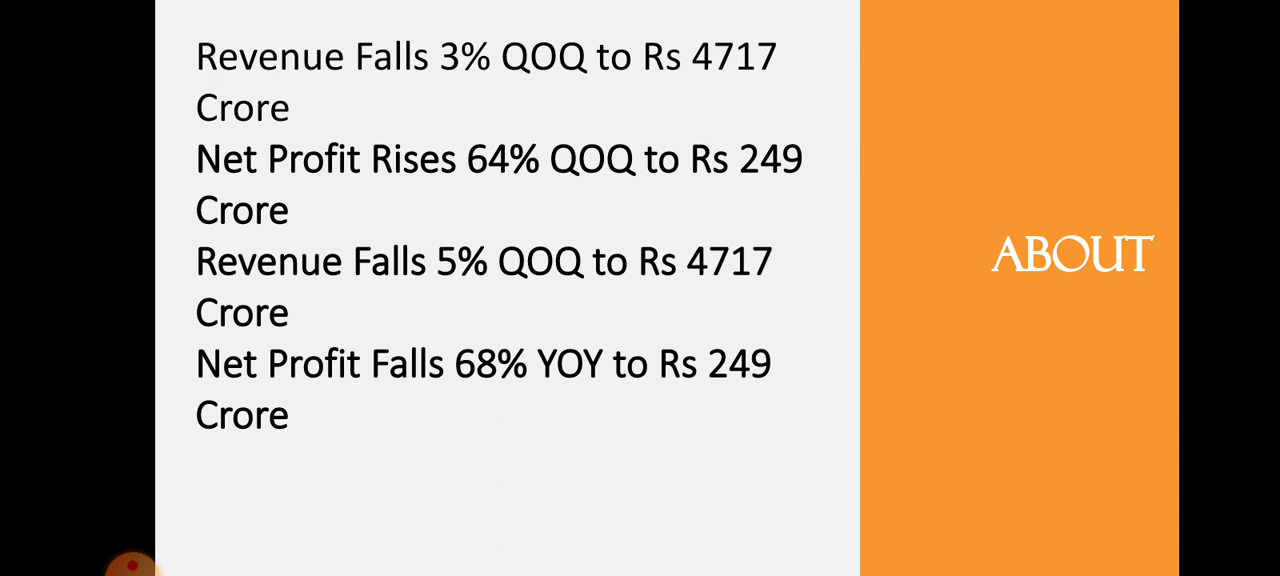 Revenue Falls 3% QOQ to Rs 4717
Crore
Net Profit Rises 64% QOQ to Rs 249
Crore
Revenue Falls 5% QOQ to Rs 4717
Crore
Net Profit Falls 68% YOY to Rs 249
Crore
ABOUT